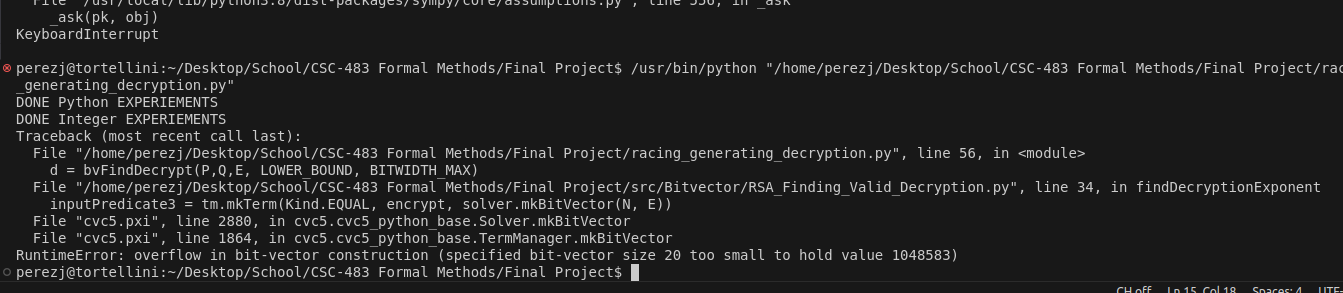 File "/usr/local/lib/python3.8/dist-packages/sympy/core/assumptions.py", line 556, in _ask
_ask(pk, obj)
KeyboardInterrupt
perezj@tortellini:~/Desktop/School/CSC-483 Formal Methods/Final Project$ /usr/bin/python "/home/perezj/Desktop/School/CSC-483 Formal Methods/Final Project/rac
_generating_decryption.py"
DONE Python EXPERIEMENTS
DONE Integer EXPERIEMENTS
Traceback (most recent call last):
File "/home/perezj/Desktop/School/CSC-483 Formal Methods/Final Project/racing_generating_decryption.py", line 56, in <module>
d = bvFindDecrypt(P,Q,E, LOWER_BOUND, BITWIDTH_MAX)
File "/home/perezj/Desktop/School/CSC-483 Formal Methods/Final Project/src/Bitvector/RSA_Finding_Valid_Decryption.py", line 34, in findDecryptionExponent
inputPredicate3 = tm.mkTerm(Kind.EQUAL, encrypt, solver.mkBitVector(N, E))
File "cvc5.pxi", line 2880, in cvc5.cvc5_python_base.Solver.mkBitVector
File "cvc5.pxi", line 1864, in cvc5.cvc5_python_base.TermManager.mkBitVector
RuntimeError: overflow in bit-vector construction (specified bit-vector size 20 too small to hold value 1048583)
perezj@tortellini:~/Desktop/School/CSC-483 Formal Methods/Final Project$
CH off Ln 15, Col 18 Spaces: 4 UTF-